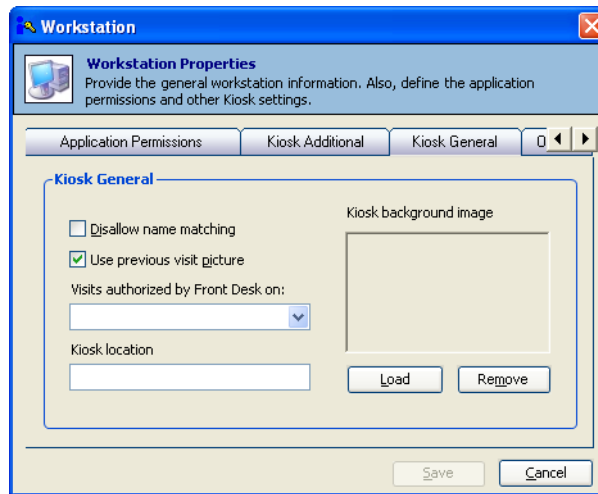 Workstation
Workstation Properties
Provide the general workstation information. Also, define the application
permissions and other Kiosk settings.
Application Permissions
Kiosk Additional
Kiosk General
Kiosk General
Disallow name matching
Use previous visit picture
Visits authorized by Front Desk on:
Kiosk location
Kiosk background image
Load
Remove
Save
Cancel